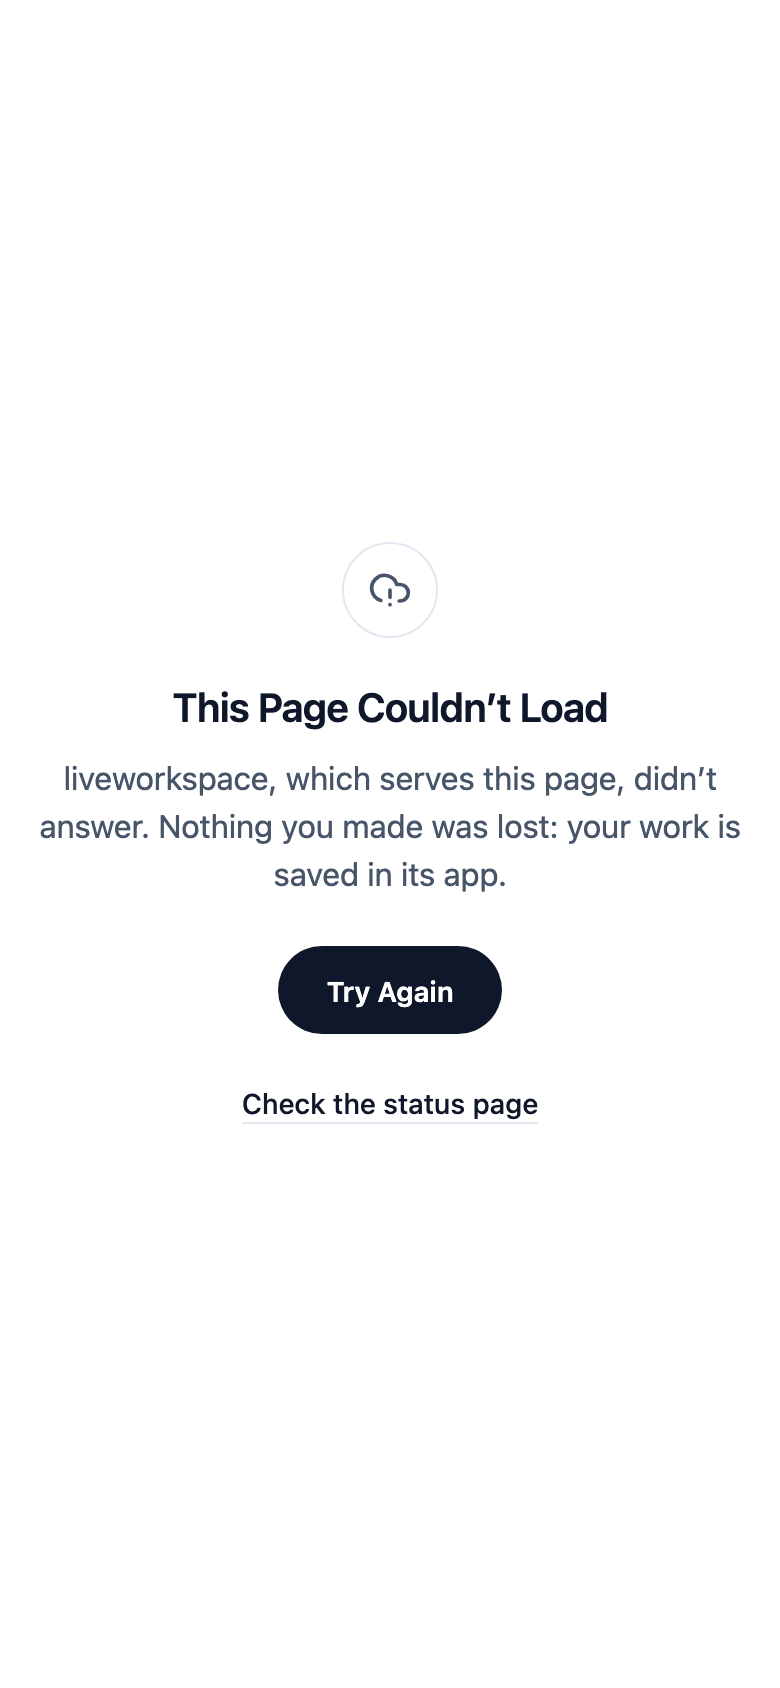 This Page Couldn’t Load
liveworkspace, which serves this page, didn’t
answer. Nothing you made was lost: your work is
saved in its app.
Try Again
Check the status page